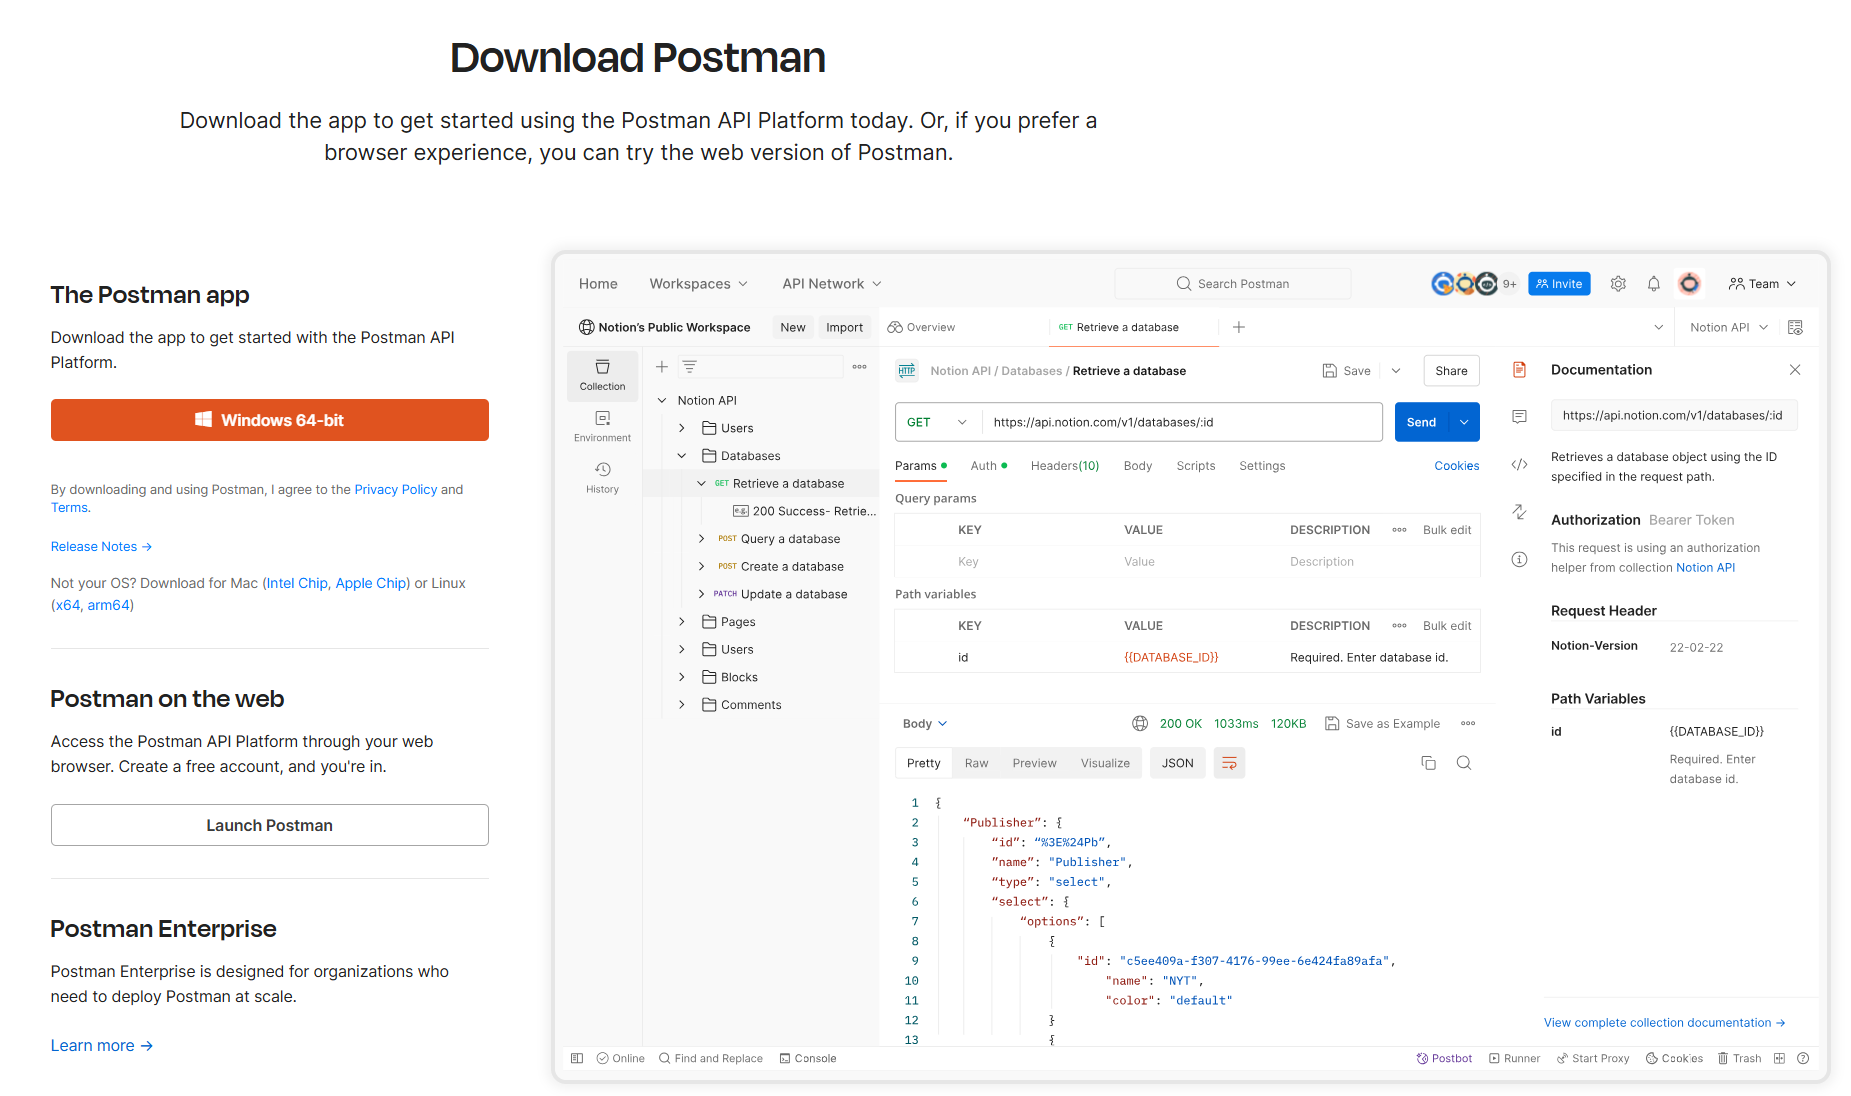 Download Postman
Download the app to get started using the Postman API Platform today. Or, if you prefer a
browser experience, you can try the web version of Postman.
The Postman app
Download the app to get started with the Postman API
Platform.
Windows 64-bit
By downloading and using Postman, I agree to the Privacy Policy and
Terms.
Release Notes →
Not your OS? Download for Mac (Intel Chip, Apple Chip) or Linux
(x64, arm64)
Postman on the web
Access the Postman API Platform through your web
browser. Create a free account, and you're in.
Launch Postman
Postman Enterprise
Postman Enterprise is designed for organizations who
need to deploy Postman at scale.
Learn more →
Home Workspaces API Network Search Postman 9+ Invite Team
Notion's Public Workspace New Import Overview GET Retrieve a database Notion API
Collection
Environment
History
Notion API
Users
Databases
GET Retrieve a database
e.g. 200 Success- Retrie...
POST Query a database
POST Create a database
PATCH Update a database
Pages
Users
Blocks
Comments
HTTP Notion API / Databases / Retrieve a database Save Share
GET https://api.notion.com/v1/databases/:id Send
Params Auth Headers(10) Body Scripts Settings Cookies
Query params
KEY VALUE DESCRIPTION Bulk edit
Key Value Description
Path variables
KEY VALUE DESCRIPTION Bulk edit
id {{DATABASE_ID}} Required. Enter database id.
Body 200 OK 1033ms 120KB Save as Example
Pretty Raw Preview Visualize JSON
1 {
2 “Publisher”: {
3 “id”: “%3E%24Pb”,
4 ”name”: "Publisher",
5 “type”: "select",
6 “select”: {
7 “options”: [
8 {
9 "id": "c5ee409a-f307-4176-99ee-6e424fa89afa",
10 "name": "NYT",
11 "color": "default"
12 }
13 {
Documentation
https://api.notion.com/v1/databases/:id
Retrieves a database object using the ID
specified in the request path.
Authorization Bearer Token
This request is using an authorization
helper from collection Notion API
Request Header
Notion-Version 22-02-22
Path Variables
id {{DATABASE_ID}}
Required. Enter
database id.
View complete collection documentation →
Online Find and Replace Console Postbot Runner Start Proxy Cookies Trash